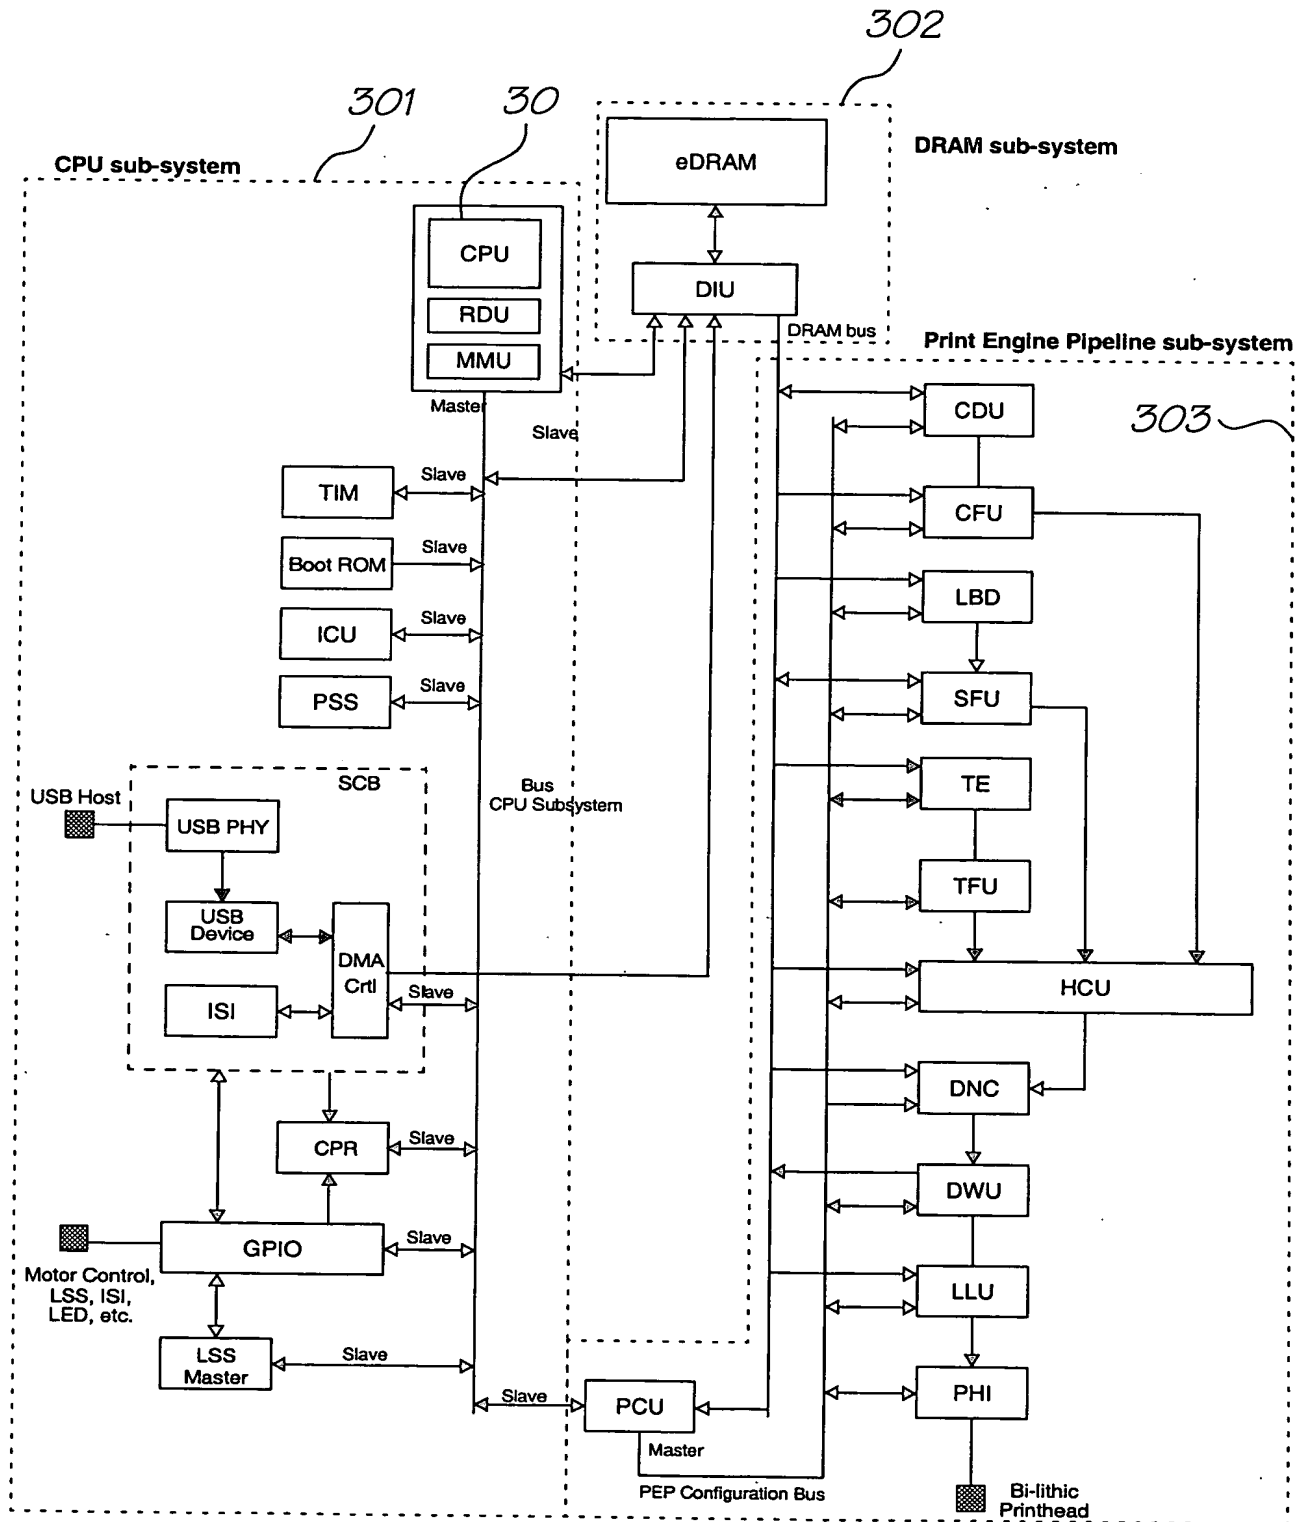 302
301
30
CPU sub-system
DRAM sub-system
eDRAM
CPU
DIU
RDU
DRAM bus
Print Engine Pipeline sub-system
MMU
Master
CDU
303
Slave
TIM
Slave
CFU
Boot ROM
Slave
LBD
ICU
Slave
PSS
Slave
SFU
SCB
Bus
CPU Subsystem
TE
USB Host
USB PHY
TFU
USB
Device
DMA
Crtl
HCU
ISI
Slave
DNC
CPR
Slave
DWU
GPIO
Slave
Motor Control,
LSS, ISI,
LED, etc.
LLU
LSS
Master
Slave
PHI
Slave
PCU
Master
PEP Configuration Bus
Bi-lithic
Printhead